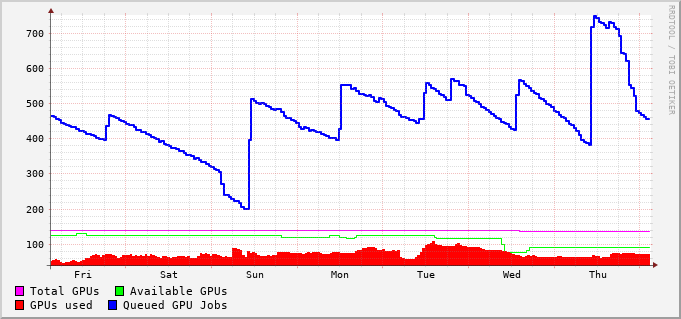 700
600
500
400
300
200
100
Fri Sat Sun Mon Tue Wed Thu
Total GPUs Available GPUs
GPUs used Queued GPU Jobs
RRDTOOL / TOBI OETIKER